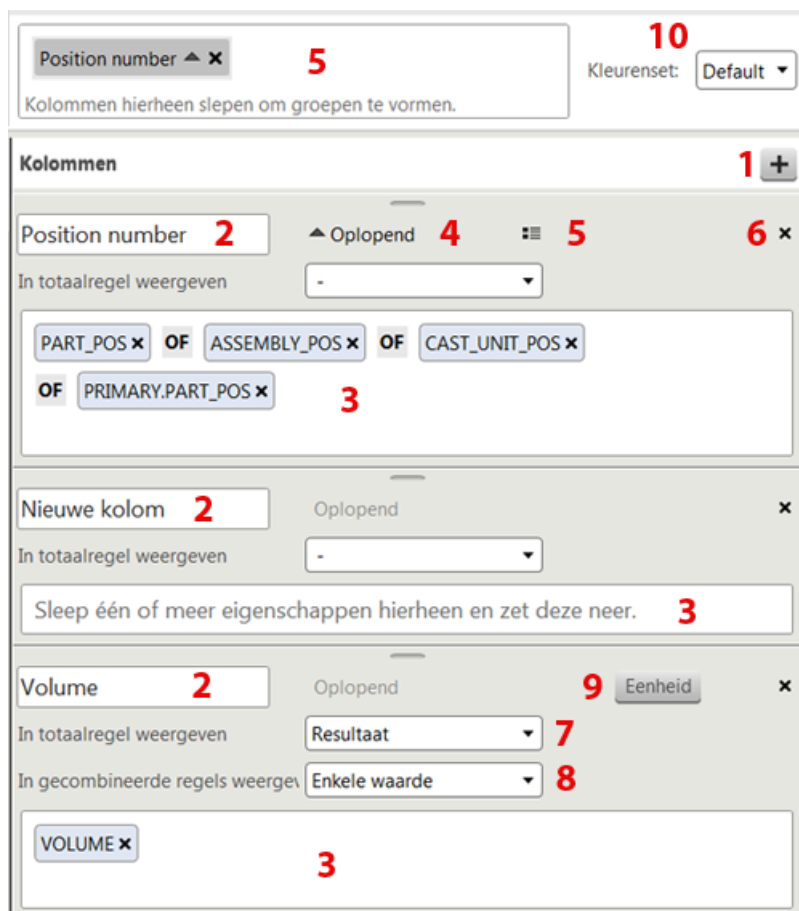 10
Position number 5
Kleurenset: Default
Kolommen hierheen slepen om groepen te vormen.
Kolommen 1 +
Position number 2 Oplopend 4 5 6
In totaalregel weergeven -
PART_POS OF ASSEMBLY_POS OF CAST_UNIT_POS
OF PRIMARY.PART_POS 3
Nieuwe kolom 2 Oplopend
In totaalregel weergeven -
Sleep één of meer eigenschappen hierheen en zet deze neer. 3
Volume 2 Oplopend 9 Eenheid
In totaalregel weergeven Resultaat 7
In gecombineerde regels weergev Enkele waarde 8
VOLUME
3